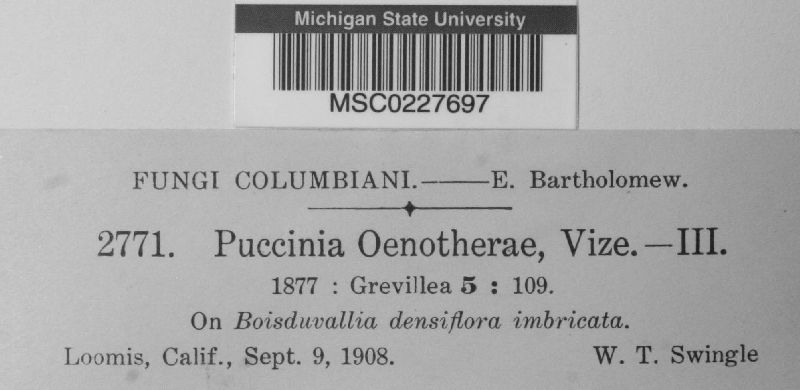 Michigan State University
MSC0227697
FUNGI COLUMBIANI.——E. Bartholomew.
2771. Puccinia Oenotherae, Vize.—III.
1877 : Grevillea 5 : 109.
On Boisduvallia densiflora imbricata.
Loomis, Calif., Sept. 9, 1908. W. T. Swingle